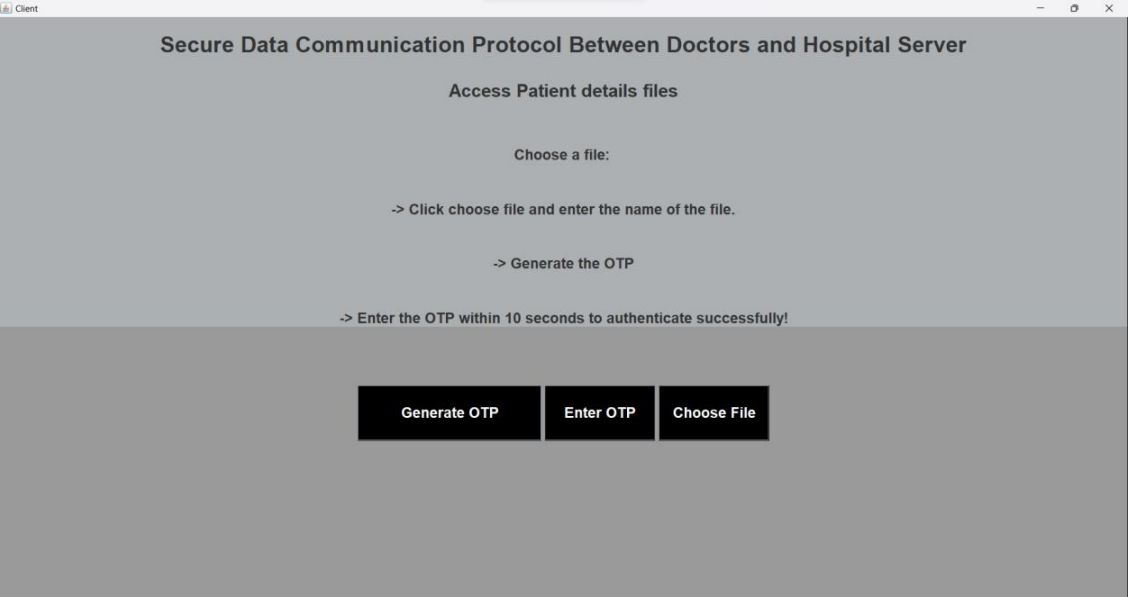 Client
Secure Data Communication Protocol Between Doctors and Hospital Server
Access Patient details files
Choose a file:
-> Click choose file and enter the name of the file.
-> Generate the OTP
-> Enter the OTP within 10 seconds to authenticate successfully!
Generate OTP Enter OTP Choose File